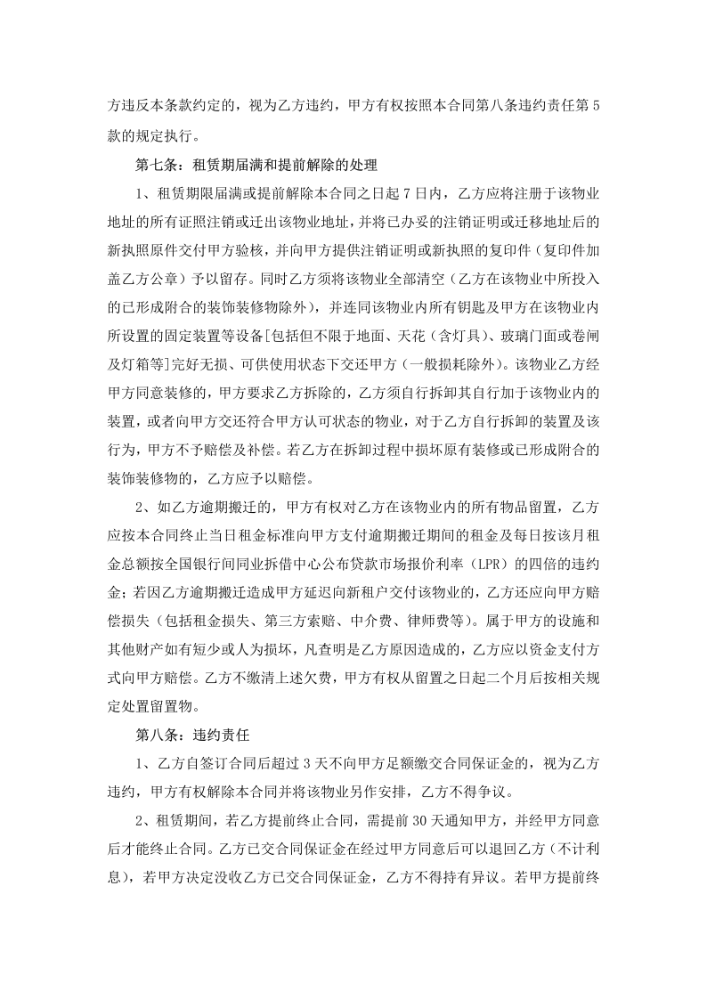 方违反本条款约定的，视为乙方违约，甲方有权按照本合同第八条违约责任第 5
款的规定执行。
第七条：租赁期届满和提前解除的处理
1、租赁期限届满或提前解除本合同之日起 7 日内，乙方应将注册于该物业
地址的所有证照注销或迁出该物业地址，并将已办妥的注销证明或迁移地址后的
新执照原件交付甲方验核，并向甲方提供注销证明或新执照的复印件（复印件加
盖乙方公章）予以留存。同时乙方须将该物业全部清空（乙方在该物业中所投入
的已形成附合的装饰装修物除外），并连同该物业内所有钥匙及甲方在该物业内
所设置的固定装置等设备[包括但不限于地面、天花（含灯具）、玻璃门面或卷闸
及灯箱等]完好无损、可供使用状态下交还甲方（一般损耗除外）。该物业乙方经
甲方同意装修的，甲方要求乙方拆除的，乙方须自行拆卸其自行加于该物业内的
装置，或者向甲方交还符合甲方认可状态的物业，对于乙方自行拆卸的装置及该
行为，甲方不予赔偿及补偿。若乙方在拆卸过程中损坏原有装修或已形成附合的
装饰装修物的，乙方应予以赔偿。
2、如乙方逾期搬迁的，甲方有权对乙方在该物业内的所有物品留置，乙方
应按本合同终止当日租金标准向甲方支付逾期搬迁期间的租金及每日按该月租
金总额按全国银行间同业拆借中心公布贷款市场报价利率（LPR）的四倍的违约
金；若因乙方逾期搬迁造成甲方延迟向新租户交付该物业的，乙方还应向甲方赔
偿损失（包括租金损失、第三方索赔、中介费、律师费等）。属于甲方的设施和
其他财产如有短少或人为损坏，凡查明是乙方原因造成的，乙方应以资金支付方
式向甲方赔偿。乙方不缴清上述欠费，甲方有权从留置之日起二个月后按相关规
定处置留置物。
第八条：违约责任
1、乙方自签订合同后超过 3 天不向甲方足额缴交合同保证金的，视为乙方
违约，甲方有权解除本合同并将该物业另作安排，乙方不得争议。
2、租赁期间，若乙方提前终止合同，需提前 30 天通知甲方，并经甲方同意
后才能终止合同。乙方已交合同保证金在经过甲方同意后可以退回乙方（不计利
息），若甲方决定没收乙方已交合同保证金，乙方不得持有异议。若甲方提前终